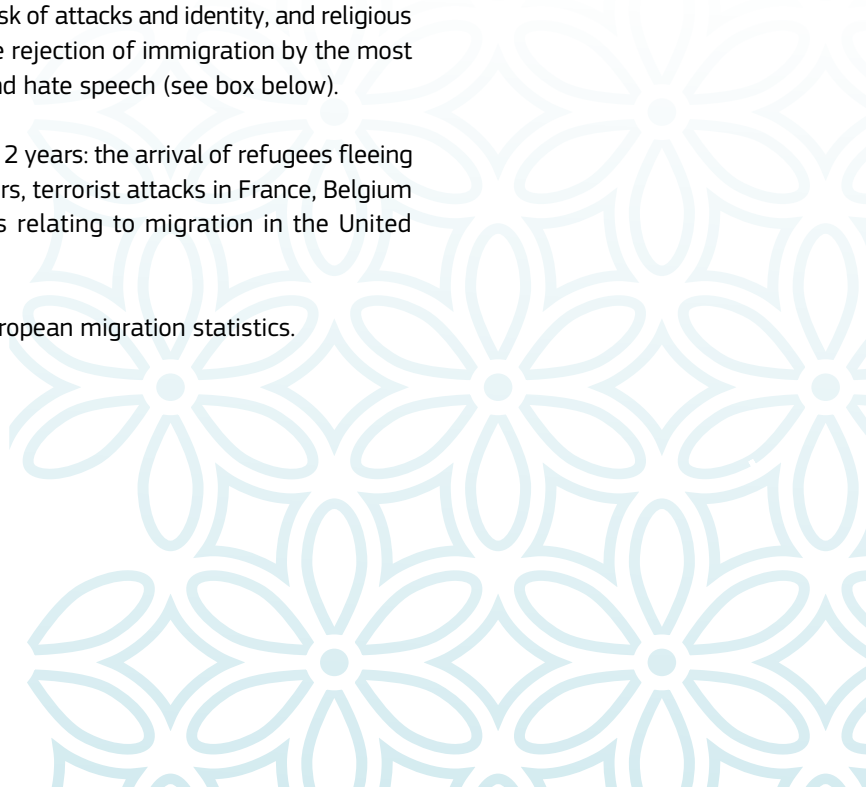 sk of attacks and identity, and religious
e rejection of immigration by the most
nd hate speech (see box below).
2 years: the arrival of refugees fleeing
rs, terrorist attacks in France, Belgium
s relating to migration in the United
ropean migration statistics.